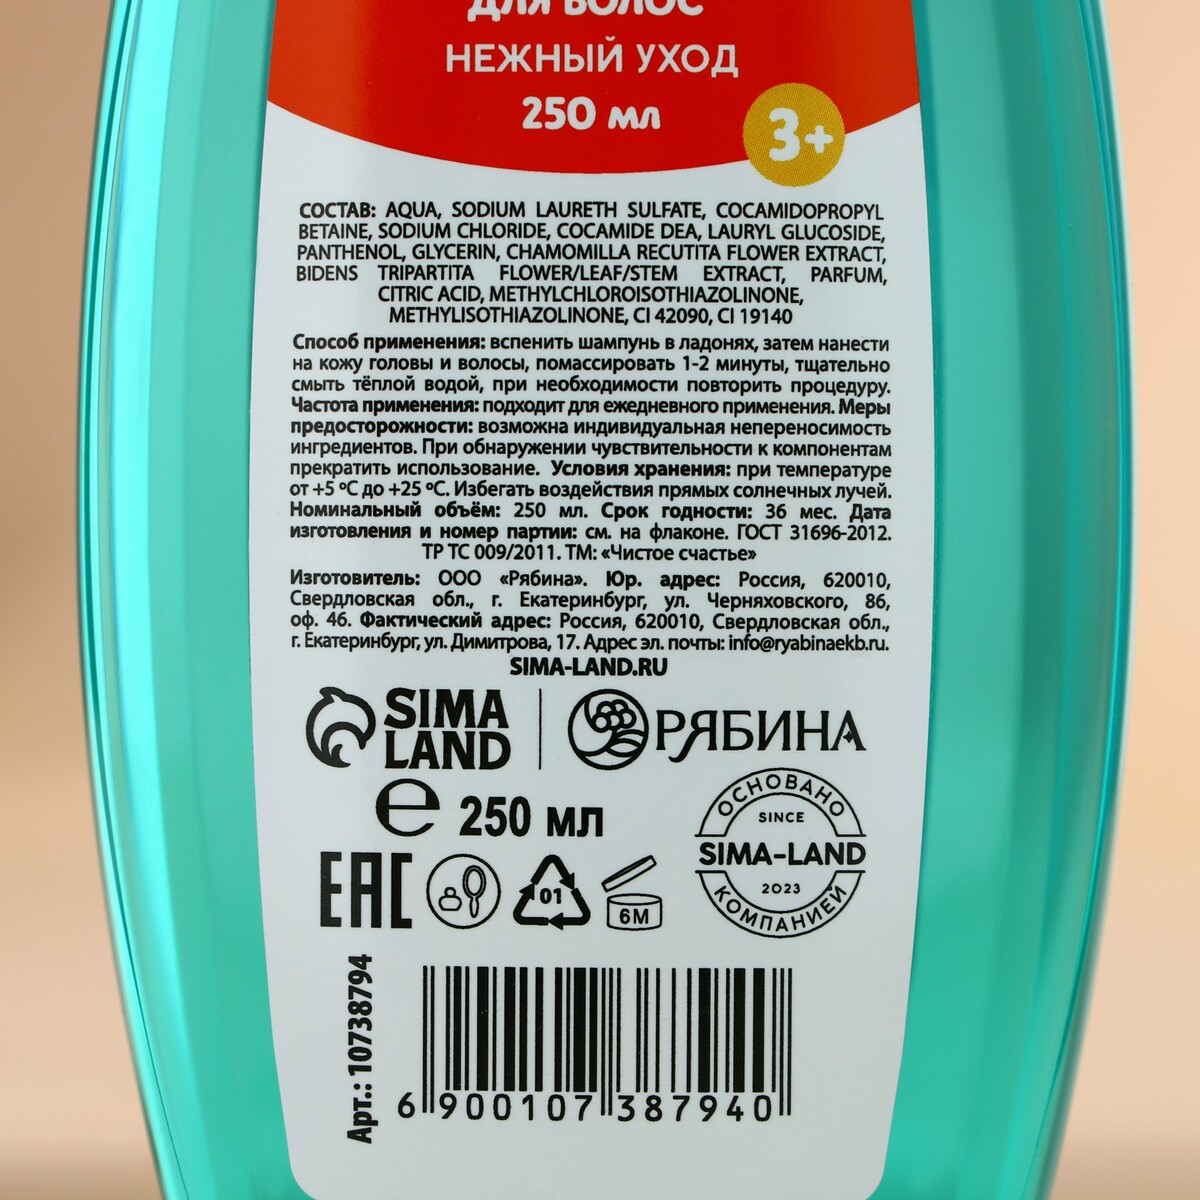 ДЛЯ ВОЛОС
НЕЖНЫЙ УХОД
250 мл
3+
СОСТАВ: AQUA, SODIUM LAURETH SULFATE, COCAMIDOPROPYL
BETAINE, SODIUM CHLORIDE, COCAMIDE DEA, LAURYL GLUCOSIDE,
PANTHENOL, GLYCERIN, CHAMOMILLA RECUTITA FLOWER EXTRACT,
BIDENS TRIPARTITA FLOWER/LEAF/STEM EXTRACT, PARFUM,
CITRIC ACID, METHYLCHLOROISOTHIAZOLINONE,
METHYLISOTHIAZOLINONE, CI 42090, CI 19140
Способ применения: вспенить шампунь в ладонях, затем нанести
на кожу головы и волосы, помассировать 1-2 минуты, тщательно
смыть тёплой водой, при необходимости повторить процедуру.
Частота применения: подходит для ежедневного применения. Меры
предосторожности: возможна индивидуальная непереносимость
ингредиентов. При обнаружении чувствительности к компонентам
прекратить использование. Условия хранения: при температуре
от +5 ºC до +25 ºC. Избегать воздействия прямых солнечных лучей.
Номинальный объём: 250 мл. Срок годности: 36 мес. Дата
изготовления и номер партии: см. на флаконе. ГОСТ 31696-2012.
ТР ТС 009/2011. ТМ: «Чистое счастье»
Изготовитель: ООО «Рябина». Юр. адрес: Россия, 620010,
Свердловская обл., г. Екатеринбург, ул. Черняховского, 86,
оф. 46. Фактический адрес: Россия, 620010, Свердловская обл.,
г. Екатеринбург, ул. Димитрова, 17. Адрес эл. почты: info@ryabinaekb.ru.
SIMA-LAND.RU
SIMA
LAND
РЯБИНА
e 250 мл
ОСНОВАНО
SINCE
SIMA-LAND
2023
КОМПАНИЕЙ
EAC
01
6M
Арт.: 10738794
6 900107 387940